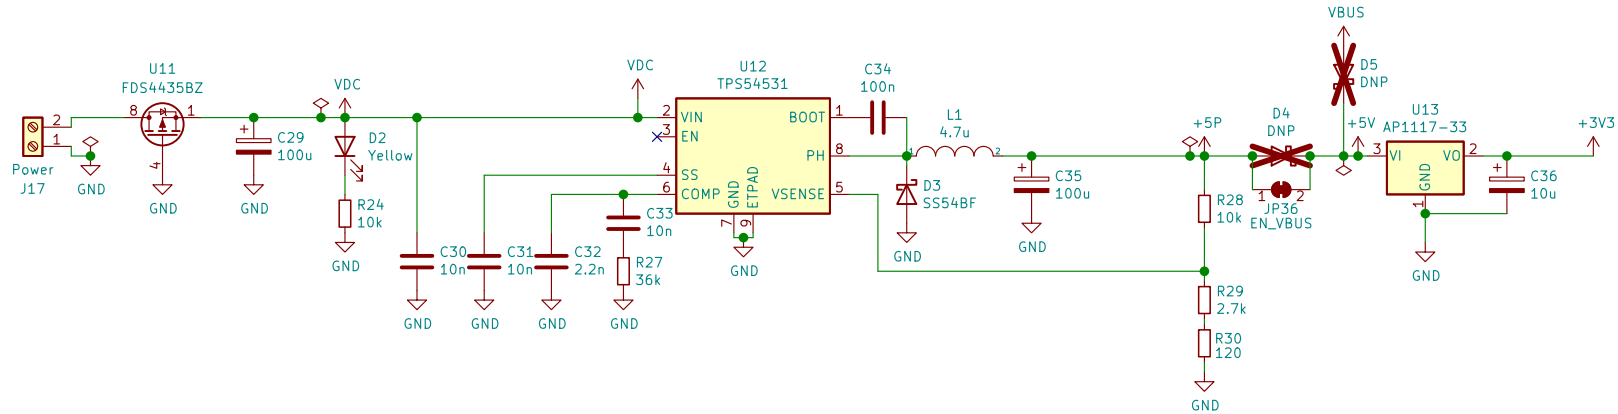 VBUS
U11
FDS4435BZ
8
1
4
GND
2
1
Power
J17
GND
+
C29
100u
GND
VDC
D2
Yellow
R24
10k
GND
C30
10n
GND
C31
10n
GND
C32
2.2n
GND
C33
10n
R27
36k
GND
VDC
U12
TPS54531
2
VIN
3
EN
4
SS
6
COMP
BOOT
1
PH
8
VSENSE
5
GND
ETPAD
7
9
GND
C34
100n
D3
SS54BF
GND
L1
4.7u
1
2
+
C35
100u
GND
+5P
R28
10k
R29
2.7k
R30
120
GND
D4
DNP
1
2
JP36
EN_VBUS
D5
DNP
+5V
U13
AP1117-33
3
VI
VO
2
GND
1
GND
+
C36
10u
+3V3